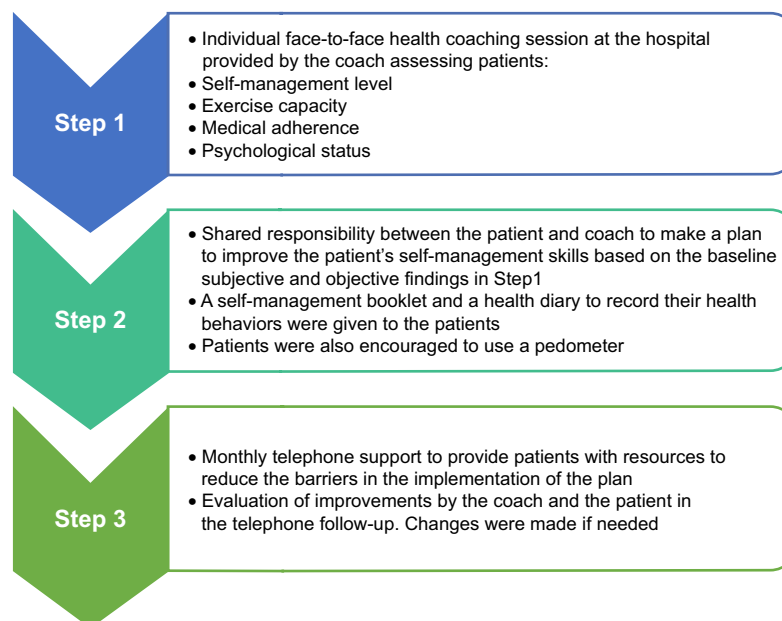 Step 1
• Individual face-to-face health coaching session at the hospital
provided by the coach assessing patients:
• Self-management level
• Exercise capacity
• Medical adherence
• Psychological status
Step 2
• Shared responsibility between the patient and coach to make a plan
to improve the patient’s self-management skills based on the baseline
subjective and objective findings in Step1
• A self-management booklet and a health diary to record their health
behaviors were given to the patients
• Patients were also encouraged to use a pedometer
Step 3
• Monthly telephone support to provide patients with resources to
reduce the barriers in the implementation of the plan
• Evaluation of improvements by the coach and the patient in
the telephone follow-up. Changes were made if needed